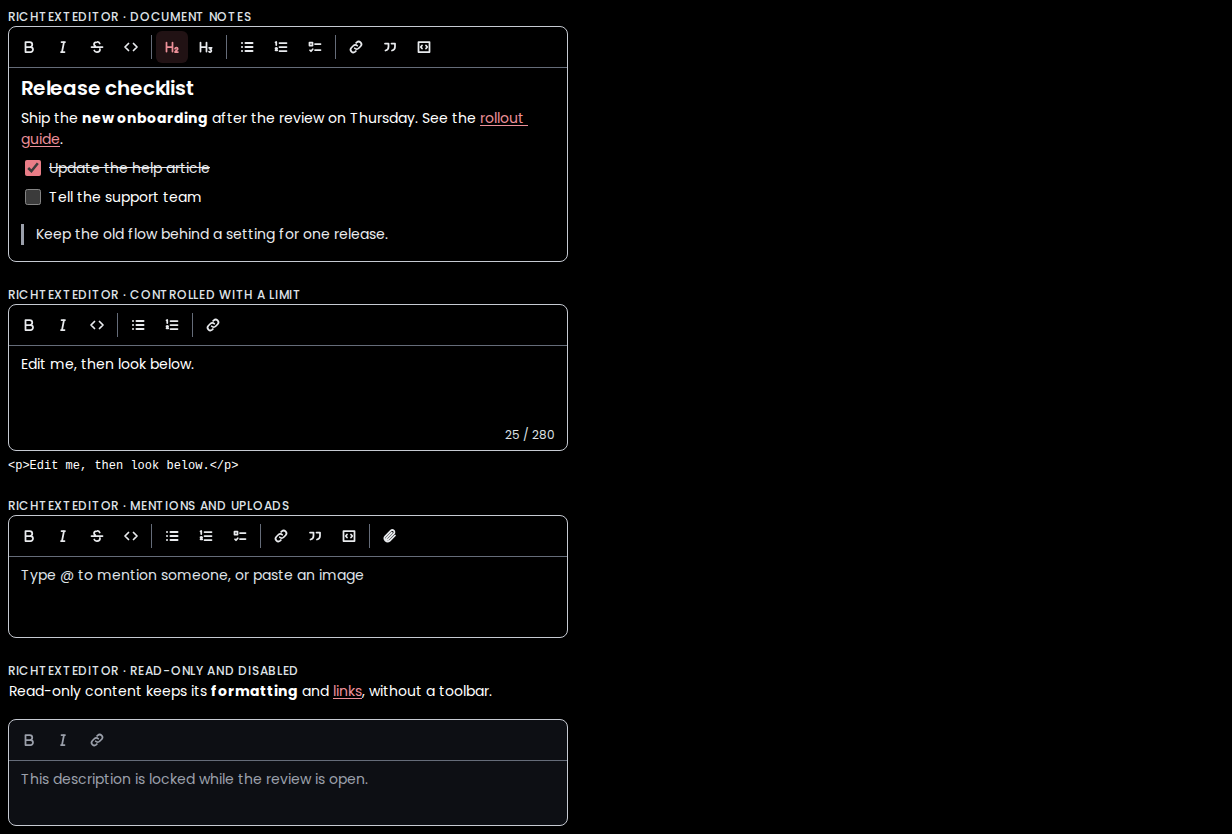 RICHTEXTEDITOR · DOCUMENT NOTES
B I S <> H2 H3
Release checklist
Ship the new onboarding after the review on Thursday. See the rollout
guide.
Update the help article
Tell the support team
Keep the old flow behind a setting for one release.
RICHTEXTEDITOR · CONTROLLED WITH A LIMIT
B I <>
Edit me, then look below.
25 / 280
<p>Edit me, then look below.</p>
RICHTEXTEDITOR · MENTIONS AND UPLOADS
B I S <>
Type @ to mention someone, or paste an image
RICHTEXTEDITOR · READ-ONLY AND DISABLED
Read-only content keeps its formatting and links, without a toolbar.
B I
This description is locked while the review is open.